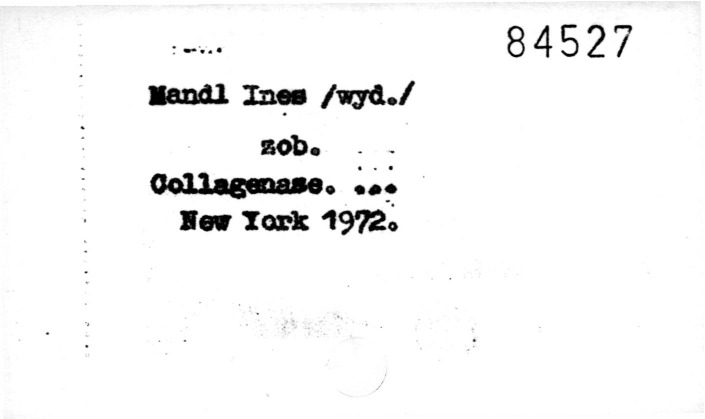 84527
Mandl Ines /wyd./
zob.
Collagenase. ...
New York 1972.